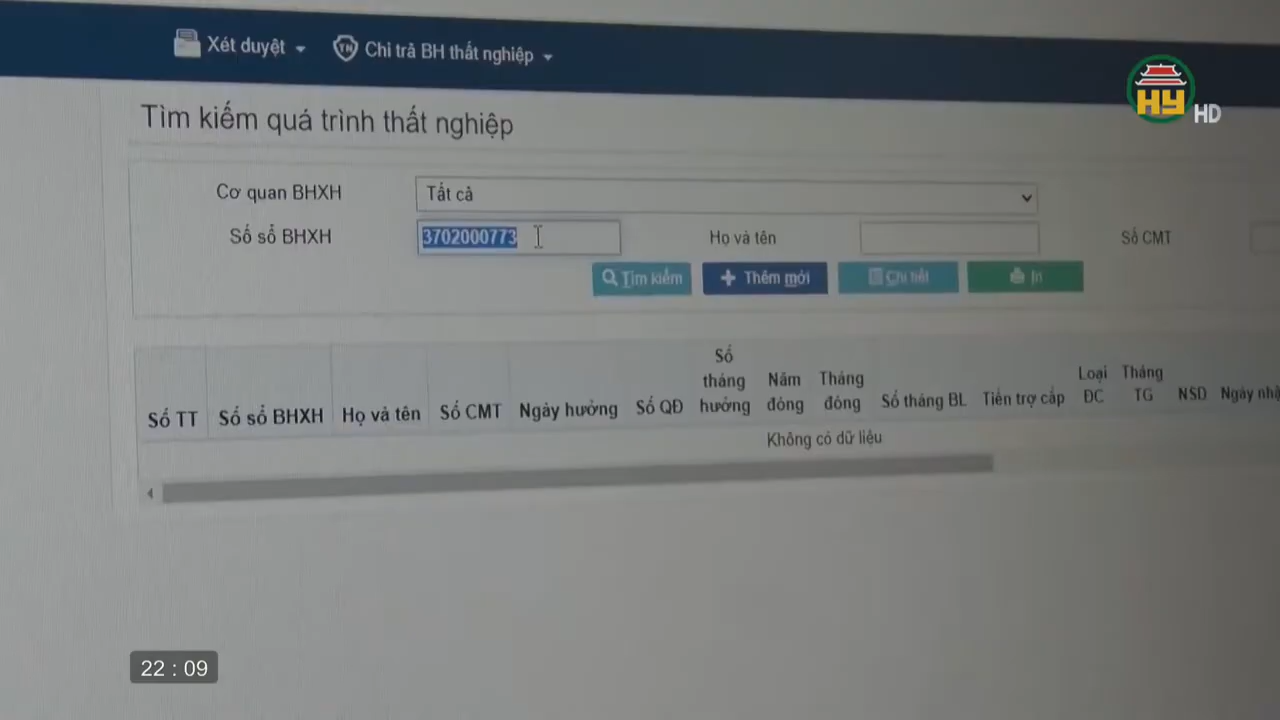 Xét duyệt
Chi trả BH thất nghiệp
HY HD
Tìm kiếm quá trình thất nghiệp
Cơ quan BHXH
Tất cả
Số sổ BHXH
3702000773
Họ và tên
Số CMT
Tìm kiếm
Thêm mới
Chi tiết
In
Số TT
Số sổ BHXH
Họ và tên
Số CMT
Ngày hưởng
Số QĐ
Số tháng hưởng
Năm đóng
Tháng đóng
Số tháng BL
Tiền trợ cấp
Loại ĐC
Tháng TG
NSD
Ngày nhậ
Không có dữ liệu
22 : 09